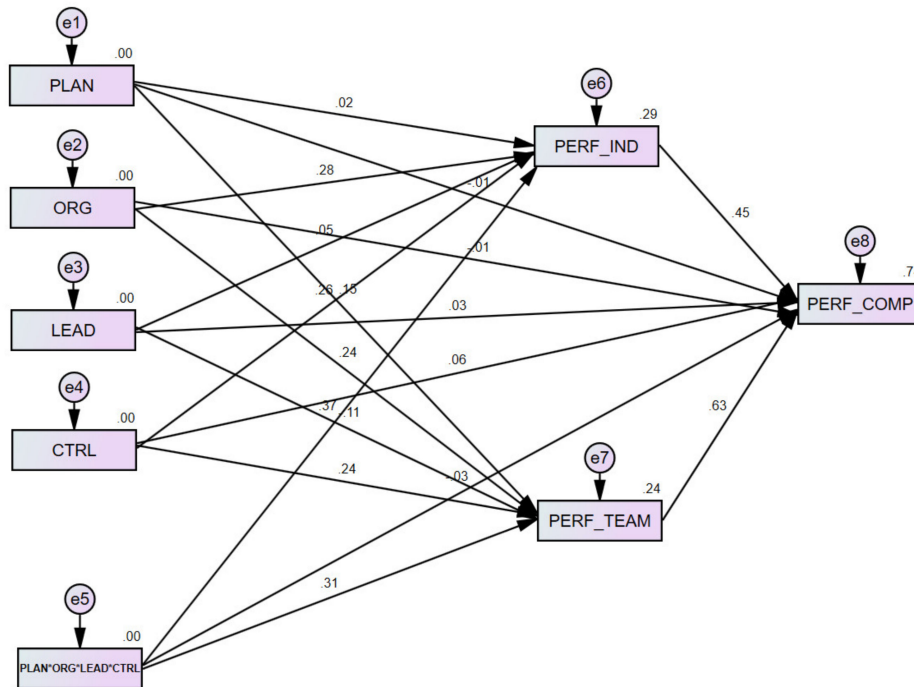 e1
.00
PLAN
e2
.00
ORG
e3
.00
LEAD
e4
.00
CTRL
e5
.00
PLAN*ORG*LEAD*CTRL
.02
.28
-.01
.05
-.01
.26
.15
.03
.24
.06
.37
-.11
.24
-.03
.31
e6
.29
PERF_IND
.45
e7
.24
PERF_TEAM
.63
e8
.7
PERF_COMP